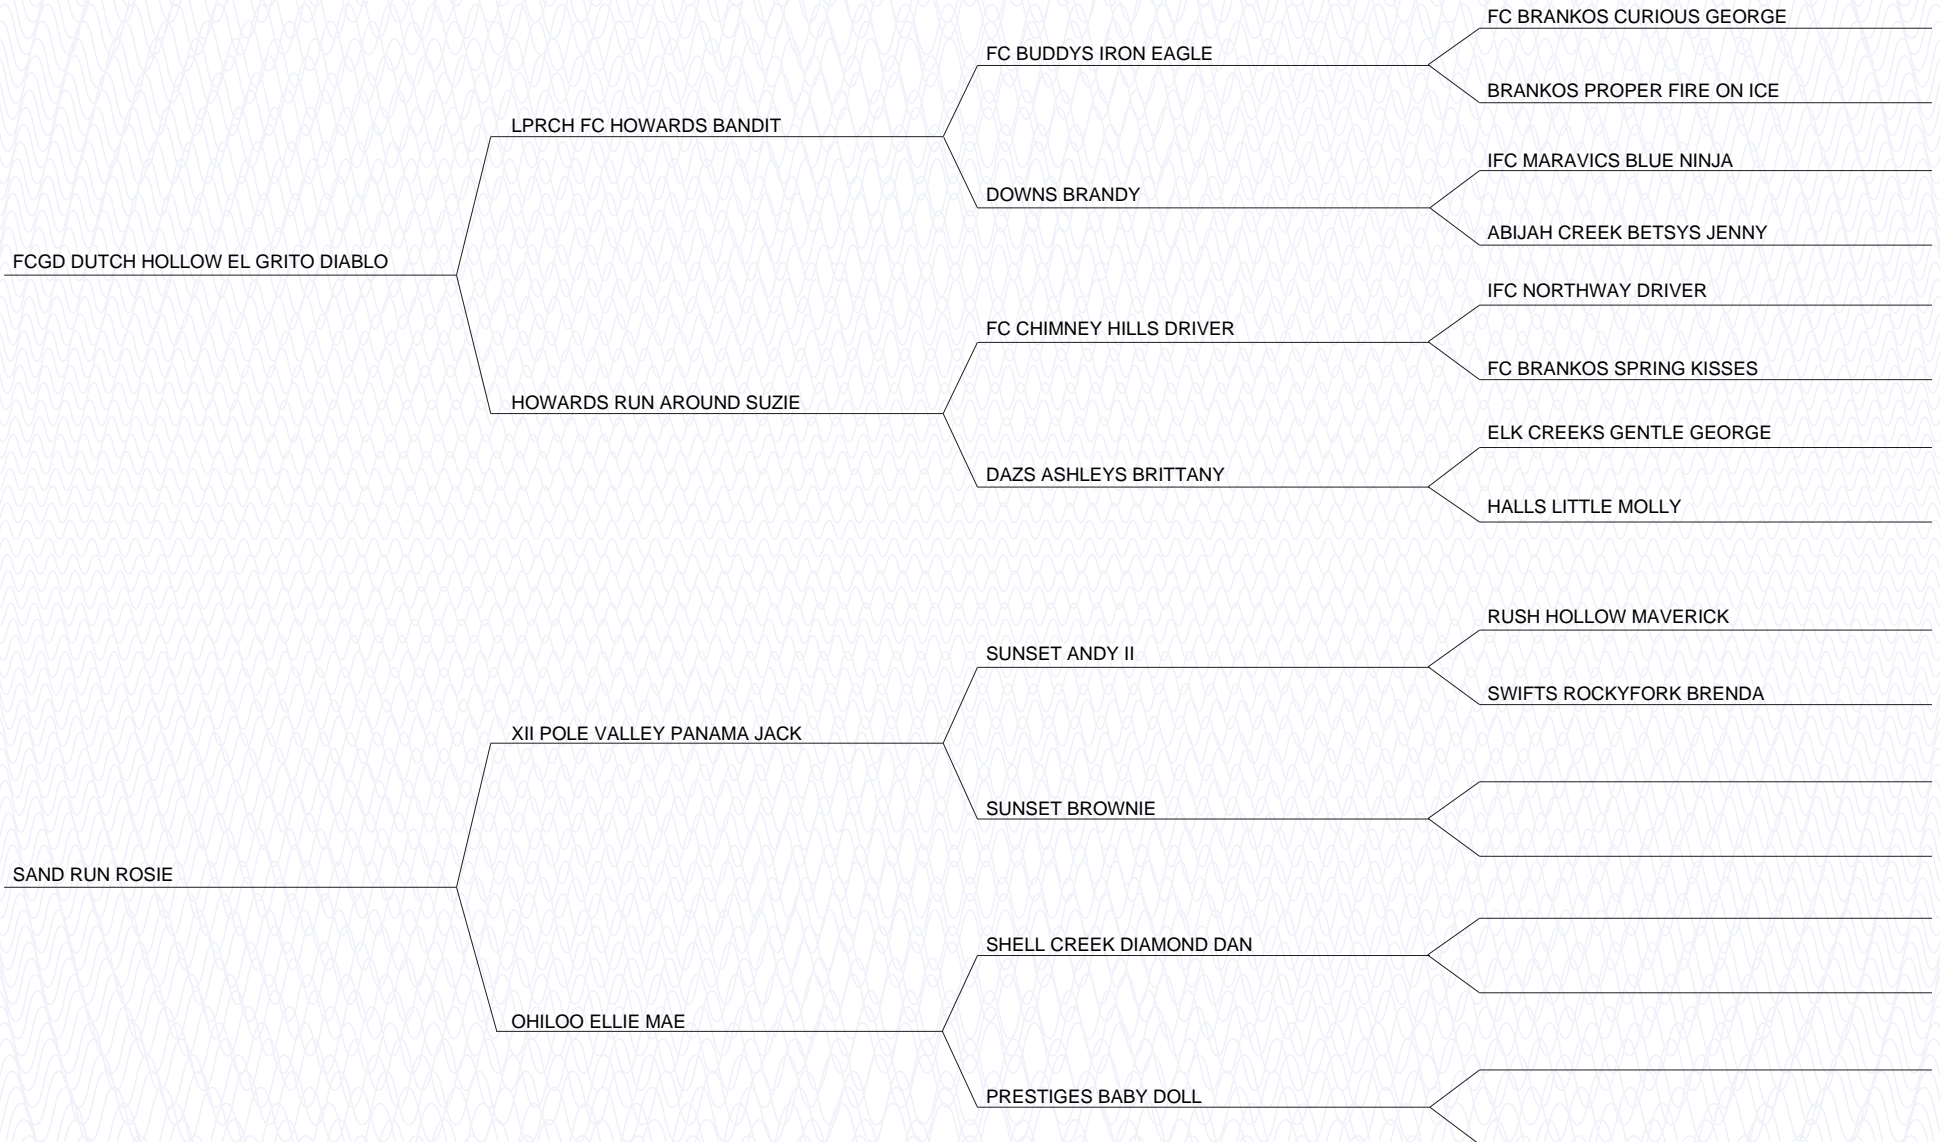 FC BRANKOS CURIOUS GEORGE
FC BUDDYS IRON EAGLE
BRANKOS PROPER FIRE ON ICE
LPRCH FC HOWARDS BANDIT
IFC MARAVICS BLUE NINJA
DOWNS BRANDY
ABIJAH CREEK BETSYS JENNY
FCGD DUTCH HOLLOW EL GRITO DIABLO
IFC NORTHWAY DRIVER
FC CHIMNEY HILLS DRIVER
FC BRANKOS SPRING KISSES
HOWARDS RUN AROUND SUZIE
ELK CREEKS GENTLE GEORGE
DAZS ASHLEYS BRITTANY
HALLS LITTLE MOLLY
RUSH HOLLOW MAVERICK
SUNSET ANDY II
SWIFTS ROCKYFORK BRENDA
XII POLE VALLEY PANAMA JACK
SUNSET BROWNIE
SAND RUN ROSIE
SHELL CREEK DIAMOND DAN
OHILOO ELLIE MAE
PRESTIGES BABY DOLL